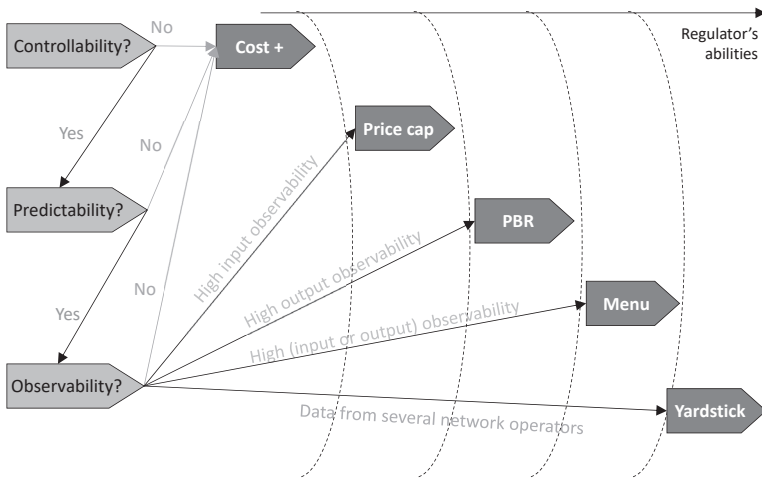 No
Controllability?
Cost +
Regulator's
abilities
Yes
No
Price cap
High input observability
Predictability?
PBR
High output observability
No
Yes
Menu
High (input or output) observability
Observability?
Data from several network operators
Yardstick